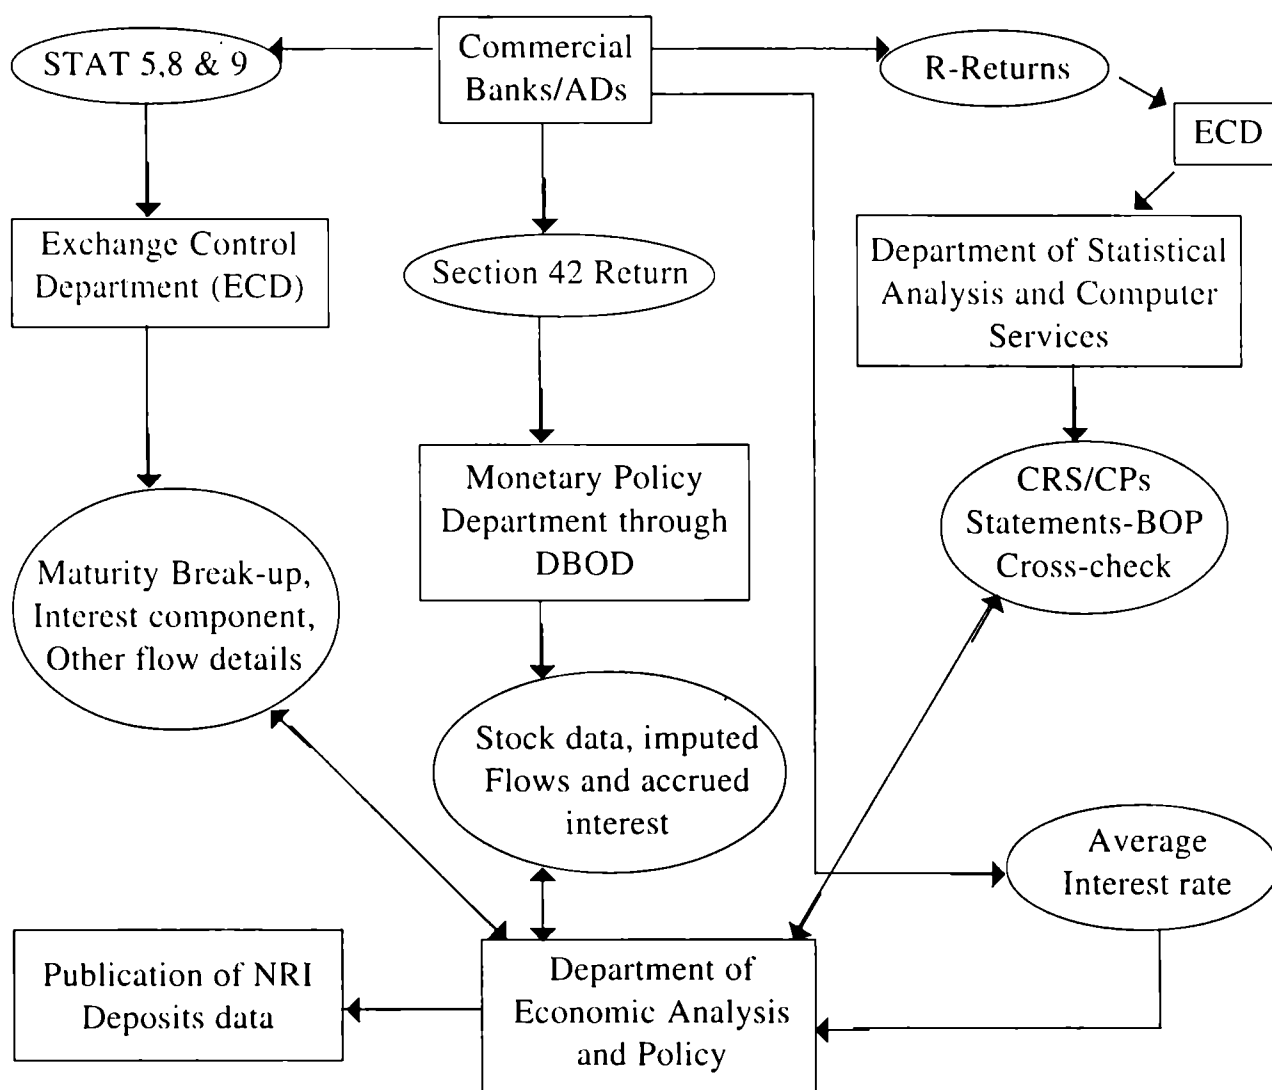 STAT 5,8 & 9
Commercial
Banks/ADs
R-Returns
ECD
Exchange Control
Department (ECD)
Section 42 Return
Department of Statistical
Analysis and Computer
Services
Monetary Policy
Department through
DBOD
CRS/CPs
Statements-BOP
Cross-check
Maturity Break-up,
Interest component,
Other flow details
Stock data, imputed
Flows and accrued
interest
Average
Interest rate
Publication of NRI
Deposits data
Department of
Economic Analysis
and Policy